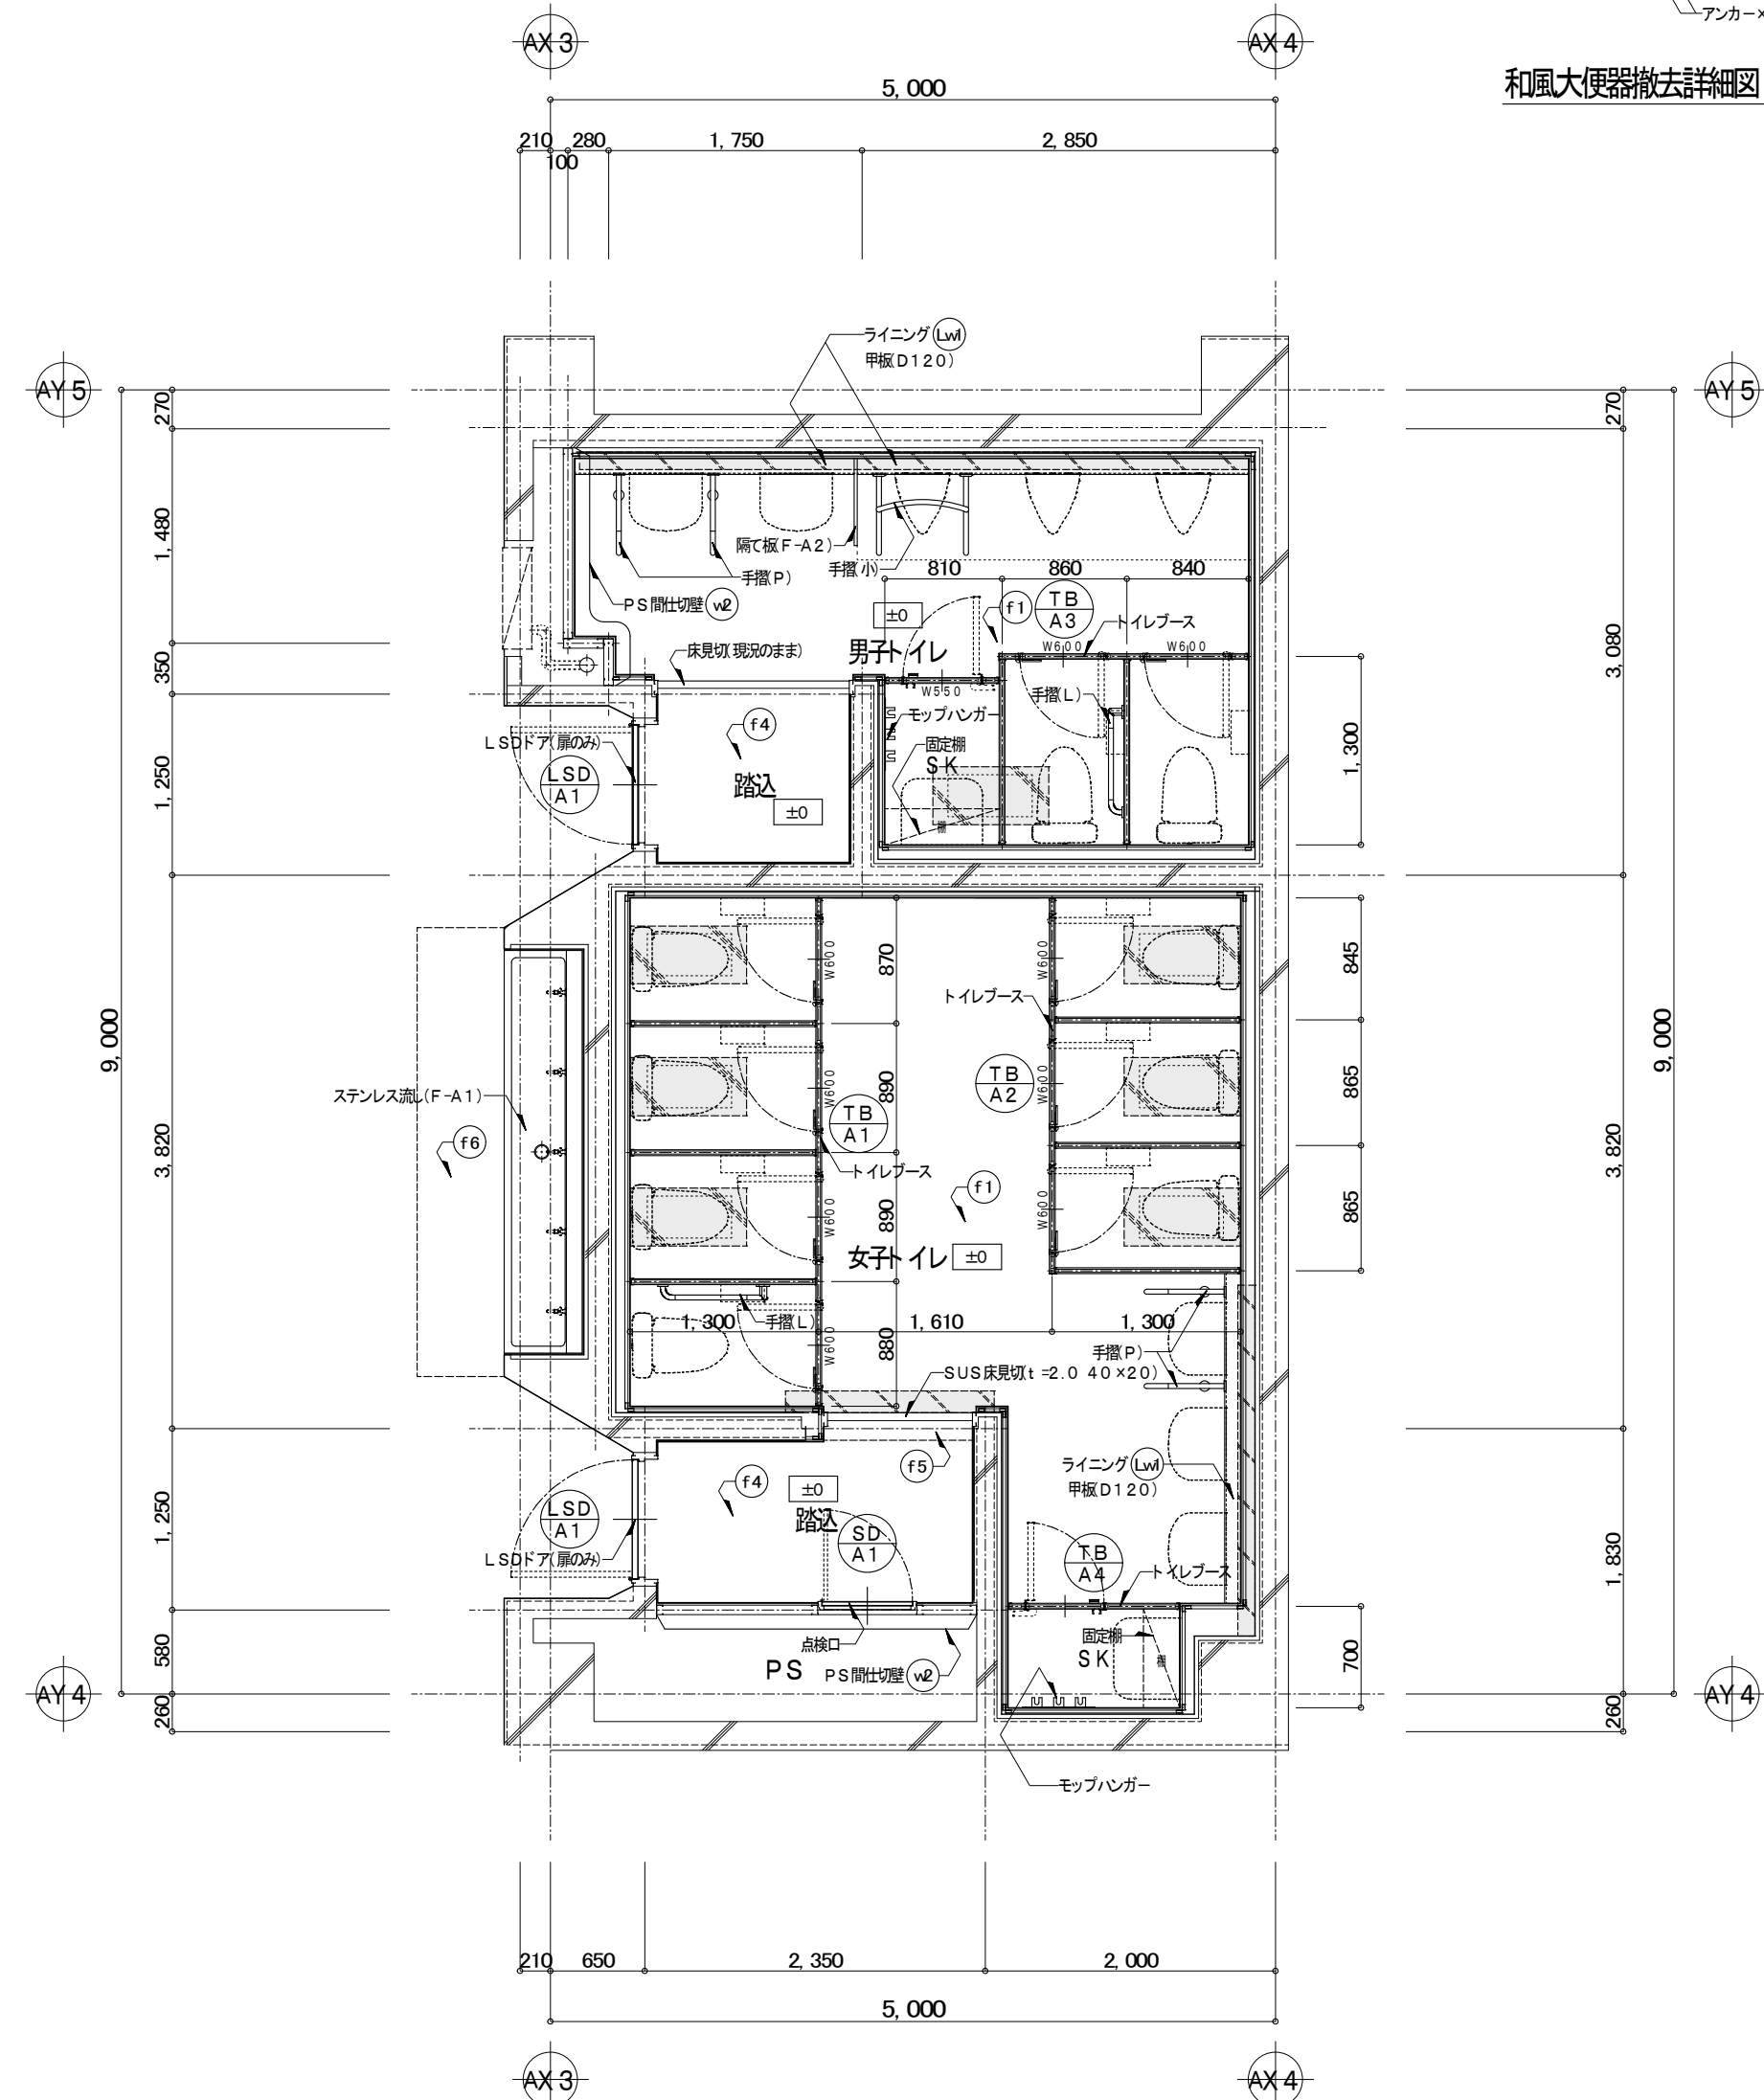 アンカー
和風大便器撤去詳細図
AX 3
AX 4
5,000
210
280
1,750
2,850
100
ライニング Lw1
甲板(D120)
AY 5
AY 5
270
270
1,480
隔て板(F-A2)
手摺(P)
手摺(小)
810
860
840
PS間仕切壁 w2
±0
f1
TB
A3
トイレブース
床見切(現況のまま)
男子トイレ
W600
W600
350
3,080
W550
手摺(L)
モップハンガー
f4
LSDドア(扉のみ)
固定棚
SK
1,300
1,250
LSD
A1
踏込
±0
棚
870
W600
W600
845
トイレブース
9,000
9,000
ステンレス流し(F-A1)
890
W600
TB
A2
W600
865
TB
A1
f6
3,820
3,820
トイレブース
f1
890
W600
W600
865
女子トイレ
±0
1,300
手摺(L)
1,610
1,300
880
W600
手摺(P)
SUS床見切(t=2.0 40×20)
f5
ライニング Lw1
甲板(D120)
f4
±0
踏込
1,250
LSD
A1
SD
A1
LSDドア(扉のみ)
TB
A4
トイレブース
1,830
点検口
固定棚
SK
棚
PS
PS間仕切壁 w2
580
700
AY 4
AY 4
260
260
モップハンガー
210
650
2,350
2,000
5,000
AX 3
AX 4